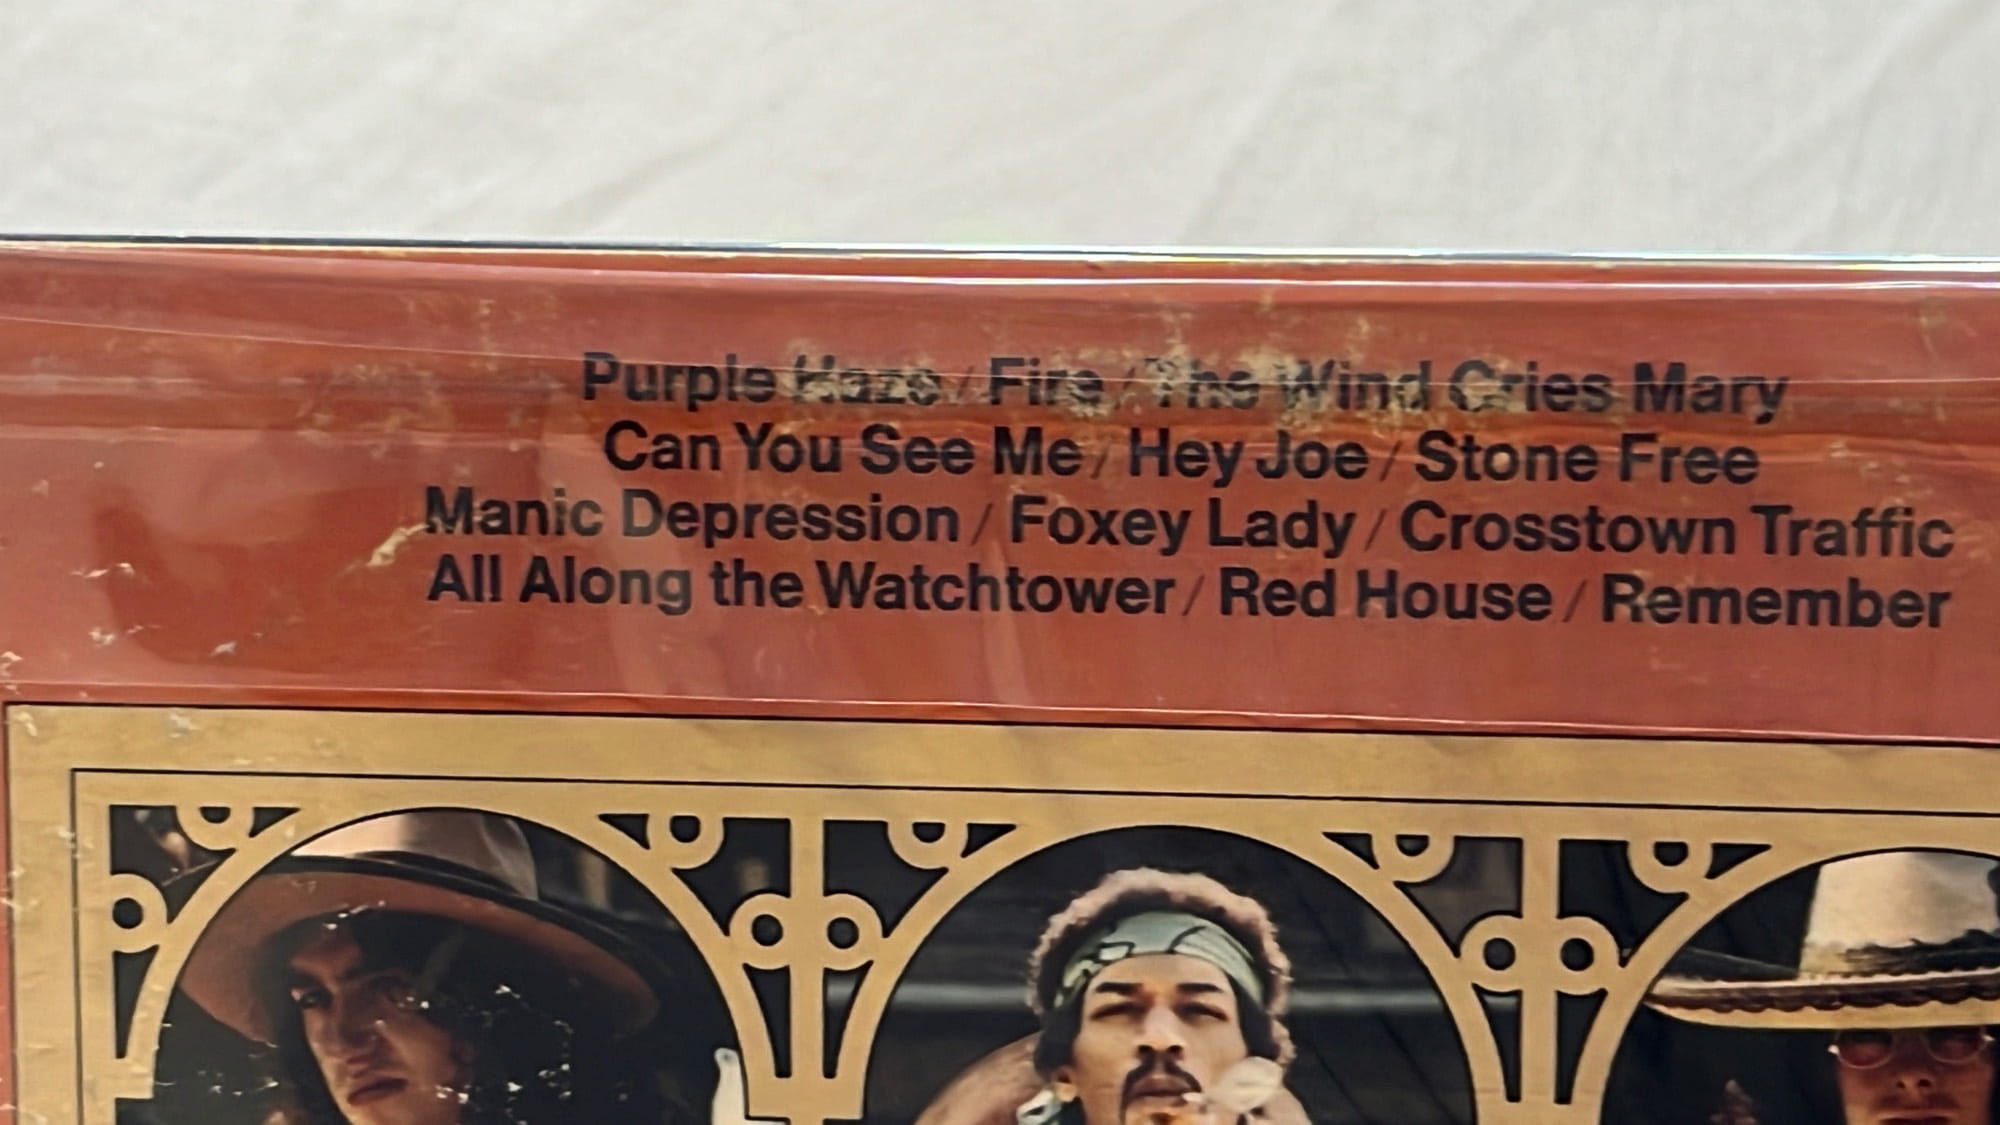 Purple Haze / Fire / The Wind Cries Mary
Can You See Me / Hey Joe / Stone Free
Manic Depression / Foxey Lady / Crosstown Traffic
All Along the Watchtower / Red House / Remember